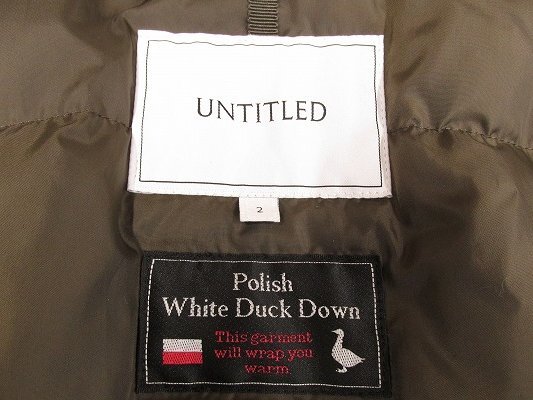 UNTITLED
2
Polish
White Duck Down
This garment
will wrap you
warm.